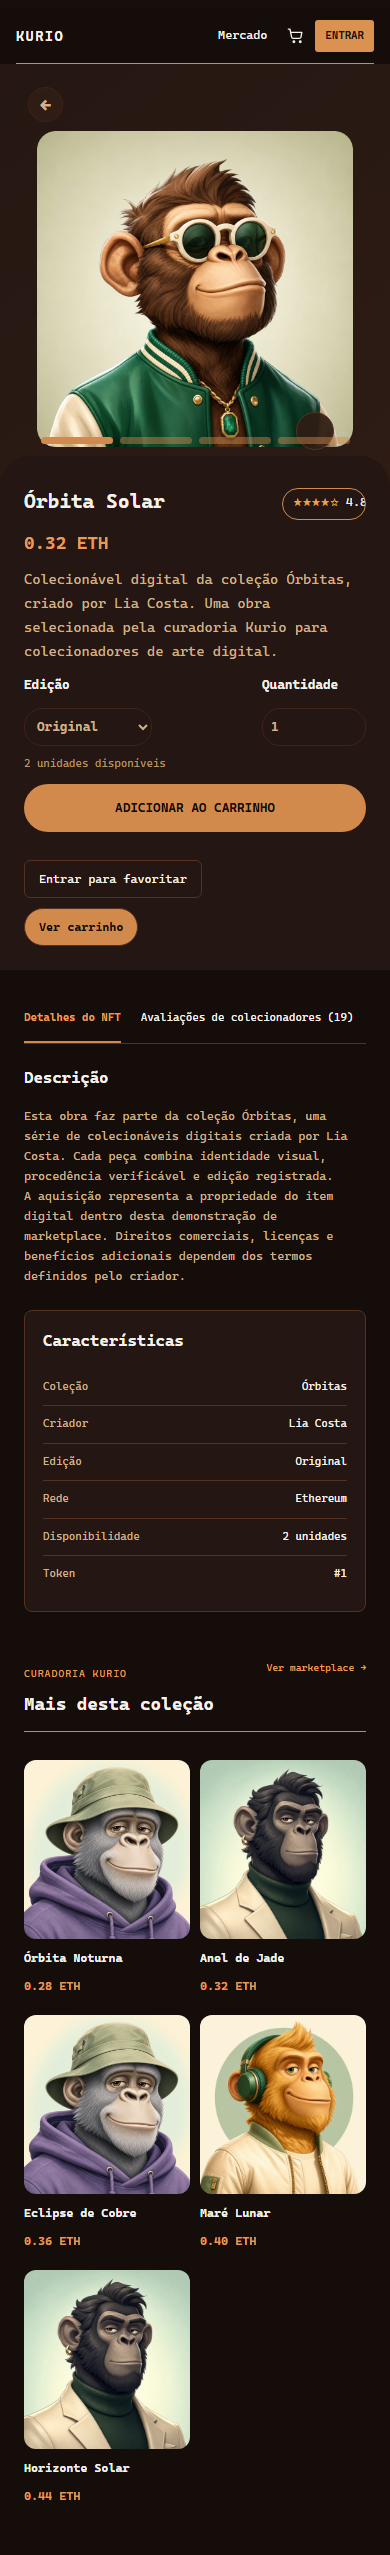 KURIO
Mercado
ENTRAR
Órbita Solar
★★★★☆ 4.8
0.32 ETH
Colecionável digital da coleção Órbitas,
criado por Lia Costa. Uma obra
selecionada pela curadoria Kurio para
colecionadores de arte digital.
Edição
Quantidade
Original
1
2 unidades disponíveis
ADICIONAR AO CARRINHO
Entrar para favoritar
Ver carrinho
Detalhes do NFT
Avaliações de colecionadores (19)
Descrição
Esta obra faz parte da coleção Órbitas, uma
série de colecionáveis digitais criada por Lia
Costa. Cada peça combina identidade visual,
procedência verificável e edição registrada.
A aquisição representa a propriedade do item
digital dentro desta demonstração de
marketplace. Direitos comerciais, licenças e
benefícios adicionais dependem dos termos
definidos pelo criador.
Características
Coleção Órbitas
Criador Lia Costa
Edição Original
Rede Ethereum
Disponibilidade 2 unidades
Token #1
CURADORIA KURIO
Ver marketplace →
Mais desta coleção
Órbita Noturna
0.28 ETH
Anel de Jade
0.32 ETH
Eclipse de Cobre
0.36 ETH
Maré Lunar
0.40 ETH
Horizonte Solar
0.44 ETH